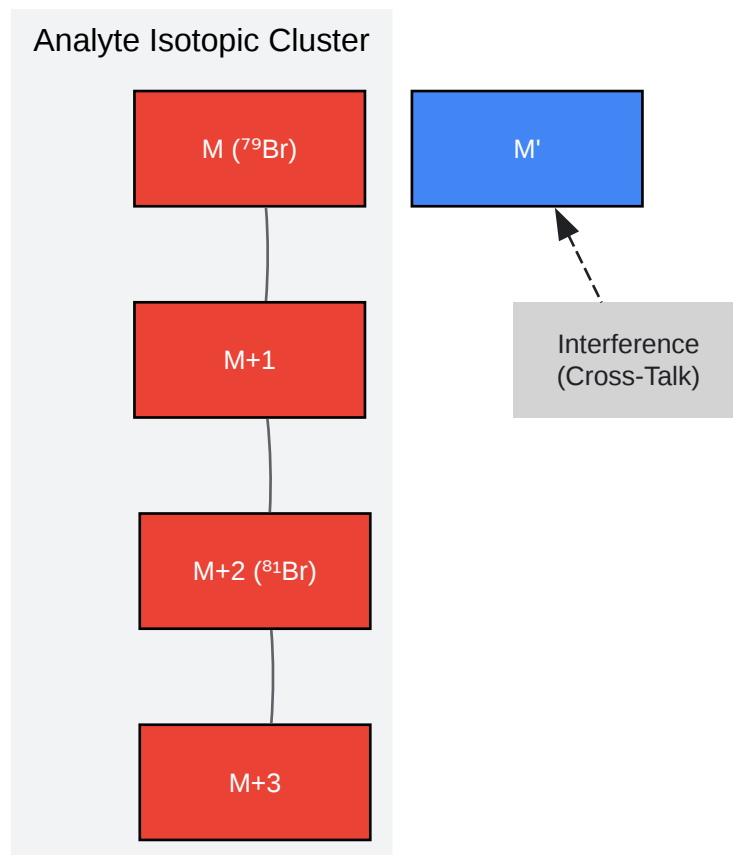 Analyte Isotopic Cluster
M (⁷⁹Br)
M'
M+1
Interference
(Cross-Talk)
M+2 (⁸¹Br)
M+3